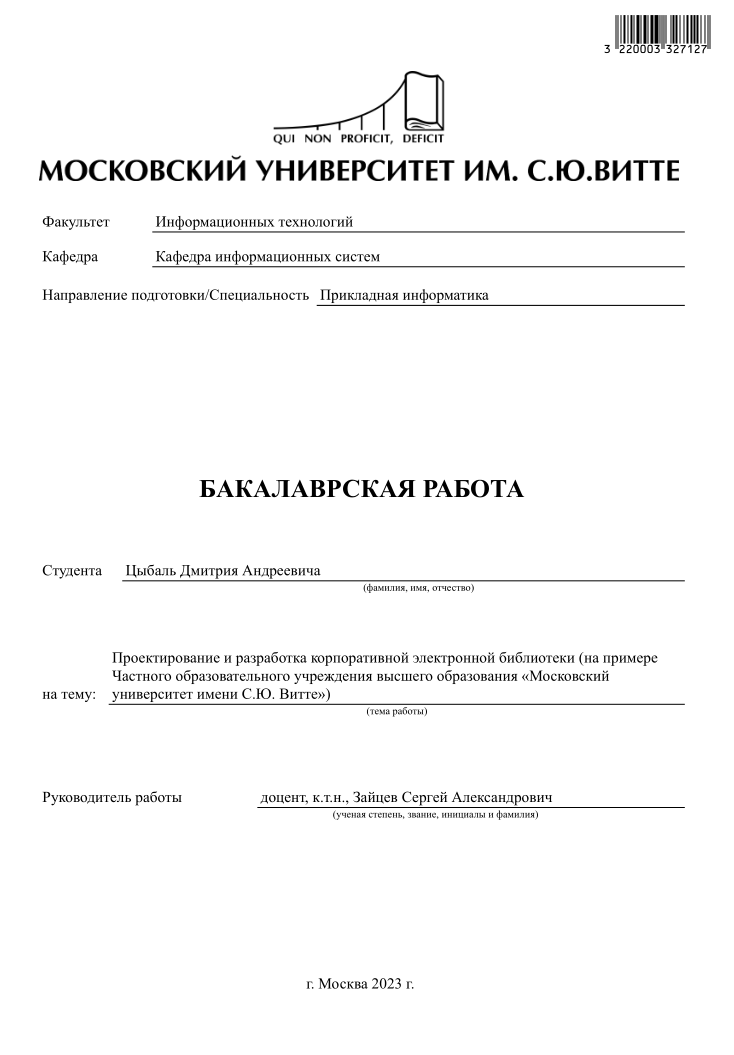 3 220003 327127
QUI NON PROFICIT, DEFICIT
МОСКОВСКИЙ УНИВЕРСИТЕТ ИМ. С.Ю.ВИТТЕ
Факультет Информационных технологий
Кафедра Кафедра информационных систем
Направление подготовки/Специальность Прикладная информатика
БАКАЛАВРСКАЯ РАБОТА
Студента Цыбаль Дмитрия Андреевича
(фамилия, имя, отчество)
Проектирование и разработка корпоративной электронной библиотеки (на примере
Частного образовательного учреждения высшего образования «Московский
на тему: университет имени С.Ю. Витте»)
(тема работы)
Руководитель работы доцент, к.т.н., Зайцев Сергей Александрович
(ученая степень, звание, инициалы и фамилия)
г. Москва 2023 г.